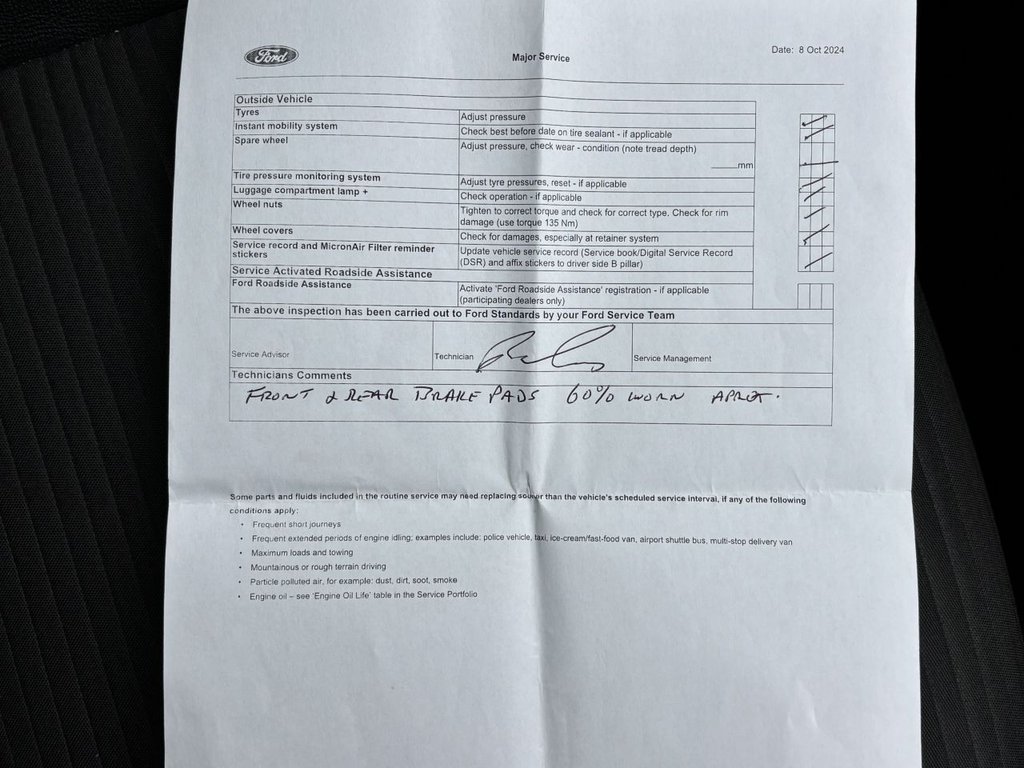 Ford
Major Service
Date: 8 Oct 2024
Outside Vehicle
Tyres
Adjust pressure
Instant mobility system
Check best before date on tire sealant - if applicable
Spare wheel
Adjust pressure, check wear - condition (note tread depth)
____mm
Tire pressure monitoring system
Adjust tyre pressures, reset - if applicable
Luggage compartment lamp +
Check operation - if applicable
Wheel nuts
Tighten to correct torque and check for correct type. Check for rim
damage (use torque 135 Nm)
Wheel covers
Check for damages, especially at retainer system
Service record and MicronAir Filter reminder
stickers
Update vehicle service record (Service book/Digital Service Record
(DSR) and affix stickers to driver side B pillar)
Service Activated Roadside Assistance
Ford Roadside Assistance
Activate 'Ford Roadside Assistance' registration - if applicable
(participating dealers only)
The above inspection has been carried out to Ford Standards by your Ford Service Team
Service Advisor
Technician
Service Management
Technicians Comments
FRONT & REAR BRAKE PADS 60% WORN APROX.
Some parts and fluids included in the routine service may need replacing sooner than the vehicle's scheduled service interval, if any of the following
conditions apply:
• Frequent short journeys
• Frequent extended periods of engine idling; examples include: police vehicle, taxi, ice-cream/fast-food van, airport shuttle bus, multi-stop delivery van
• Maximum loads and towing
• Mountainous or rough terrain driving
• Particle polluted air, for example: dust, dirt, soot, smoke
• Engine oil – see 'Engine Oil Life' table in the Service Portfolio